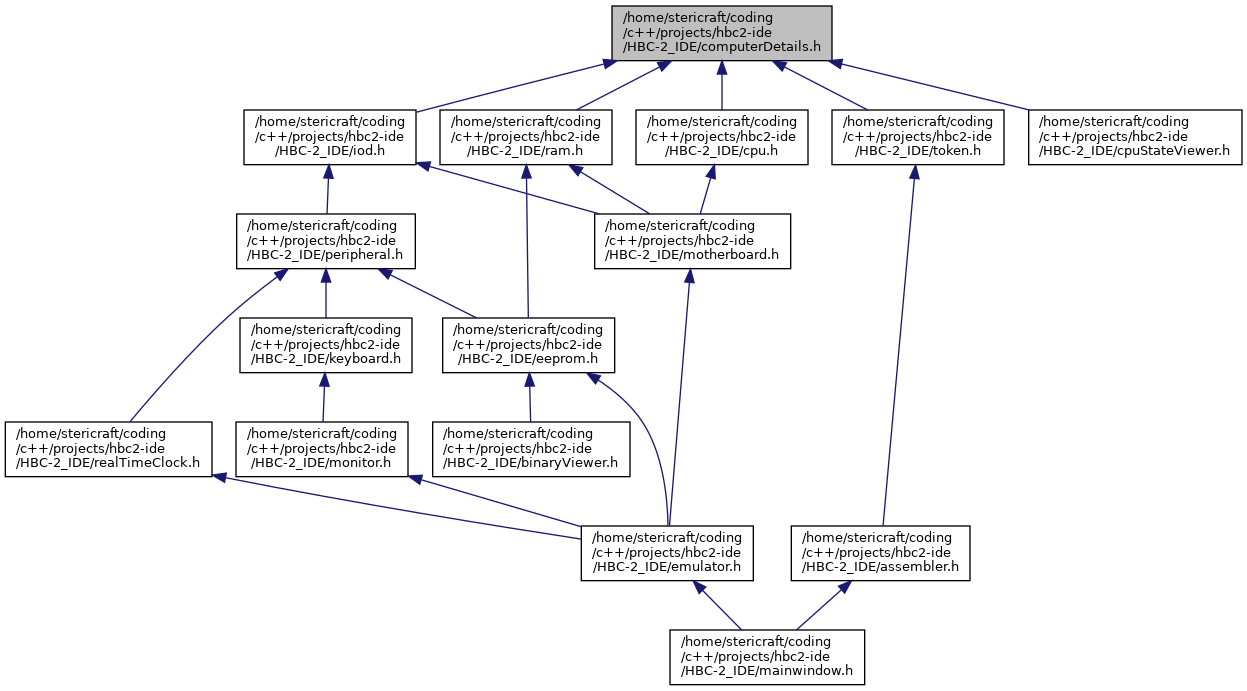 /home/stericraft/coding
/c++/projects/hbc2-ide
/HBC-2_IDE/computerDetails.h
/home/stericraft/coding
/c++/projects/hbc2-ide
/HBC-2_IDE/iod.h
/home/stericraft/coding
/c++/projects/hbc2-ide
/HBC-2_IDE/ram.h
/home/stericraft/coding
/c++/projects/hbc2-ide
/HBC-2_IDE/cpu.h
/home/stericraft/coding
/c++/projects/hbc2-ide
/HBC-2_IDE/token.h
/home/stericraft/coding
/c++/projects/hbc2-ide
/HBC-2_IDE/cpuStateViewer.h
/home/stericraft/coding
/c++/projects/hbc2-ide
/HBC-2_IDE/peripheral.h
/home/stericraft/coding
/c++/projects/hbc2-ide
/HBC-2_IDE/motherboard.h
/home/stericraft/coding
/c++/projects/hbc2-ide
/HBC-2_IDE/keyboard.h
/home/stericraft/coding
/c++/projects/hbc2-ide
/HBC-2_IDE/eeprom.h
/home/stericraft/coding
/c++/projects/hbc2-ide
/HBC-2_IDE/realTimeClock.h
/home/stericraft/coding
/c++/projects/hbc2-ide
/HBC-2_IDE/monitor.h
/home/stericraft/coding
/c++/projects/hbc2-ide
/HBC-2_IDE/binaryViewer.h
/home/stericraft/coding
/c++/projects/hbc2-ide
/HBC-2_IDE/emulator.h
/home/stericraft/coding
/c++/projects/hbc2-ide
/HBC-2_IDE/assembler.h
/home/stericraft/coding
/c++/projects/hbc2-ide
/HBC-2_IDE/mainwindow.h